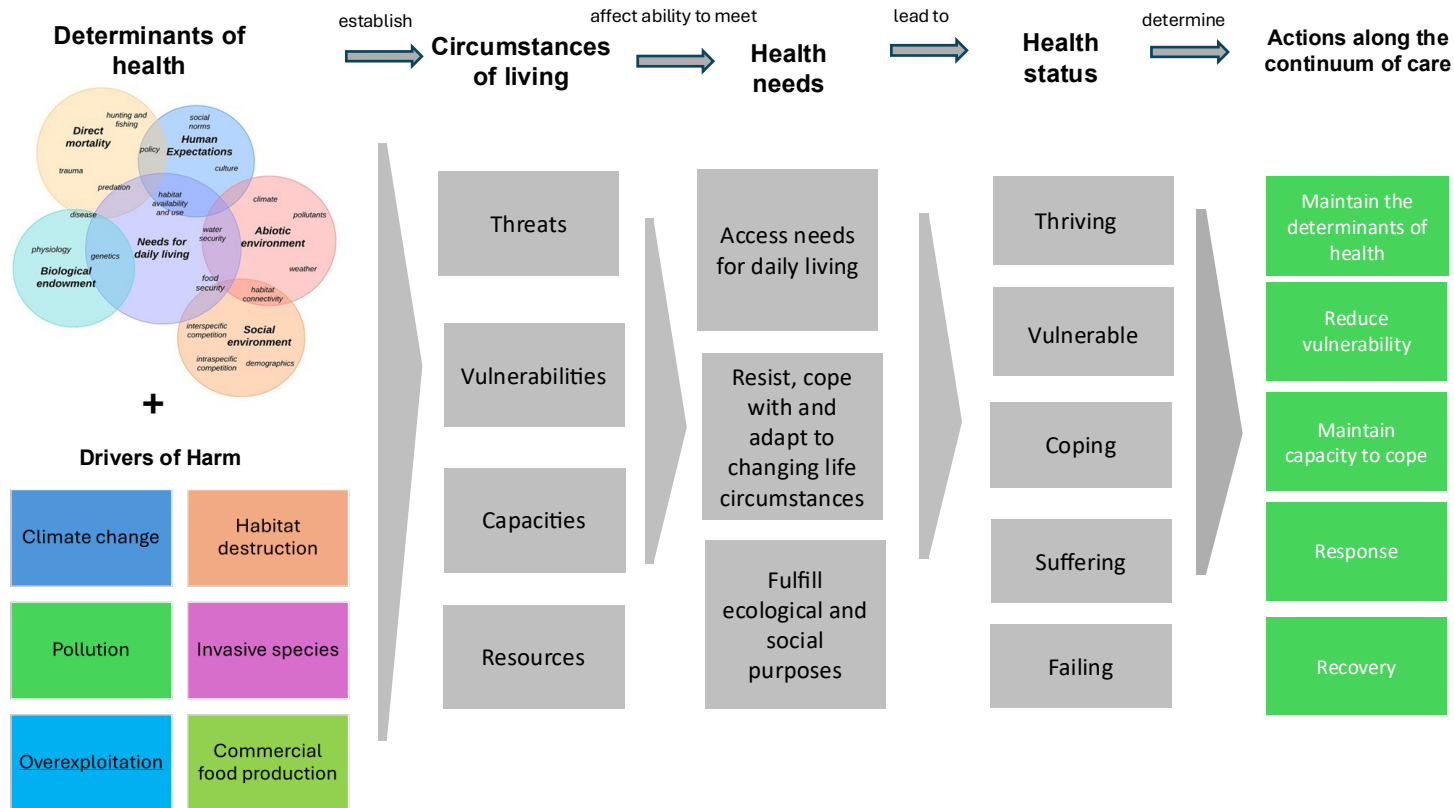 establish
affect ability to meet
lead to
determine
Determinants of
health
Circumstances
of living
Health
needs
Health
status
Actions along the
continuum of care
hunting and
fishing
Direct
mortality
policy
trauma
predation
social
norms
Human
Expectations
culture
habitat
availability
and use
climate
pollutants
Abiotic
environment
weather
disease
physiology
genetics
Biological
endowment
Needs for
daily living
water
security
food
security
habitat
connectivity
interspecific
competition
Social
environment
intraspecific
competition
demographics
+
Drivers of Harm
Climate change
Habitat
destruction
Pollution
Invasive species
Overexploitation
Commercial
food production
Threats
Vulnerabilities
Capacities
Resources
Access needs
for daily living
Resist, cope
with and
adapt to
changing life
circumstances
Fulfill
ecological and
social
purposes
Thriving
Vulnerable
Coping
Suffering
Failing
Maintain the
determinants of
health
Reduce
vulnerability
Maintain
capacity to cope
Response
Recovery